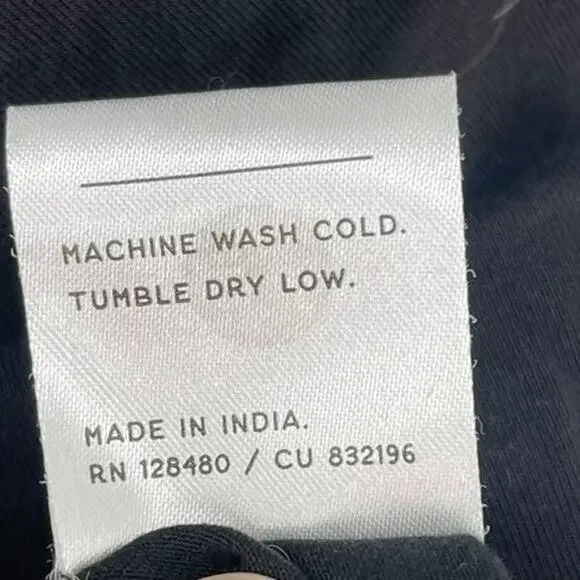 MACHINE WASH COLD.
TUMBLE DRY LOW.
MADE IN INDIA.
RN 128480 / CU 832196